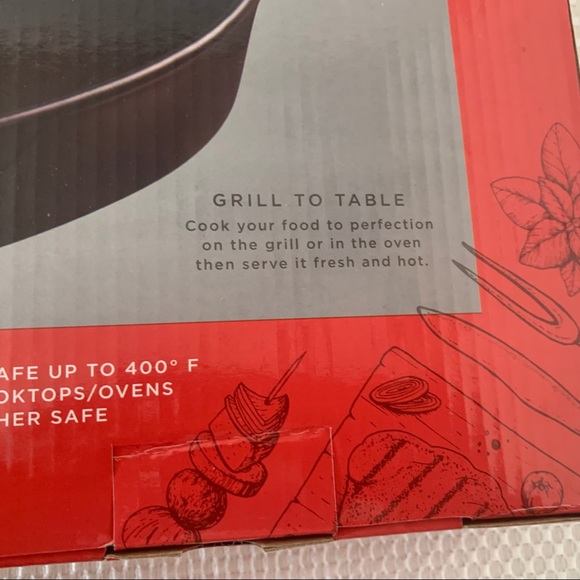 GRILL TO TABLE
Cook your food to perfection
on the grill or in the oven
then serve it fresh and hot.
AFE UP TO 400° F
OKTOPS/OVENS
HER SAFE